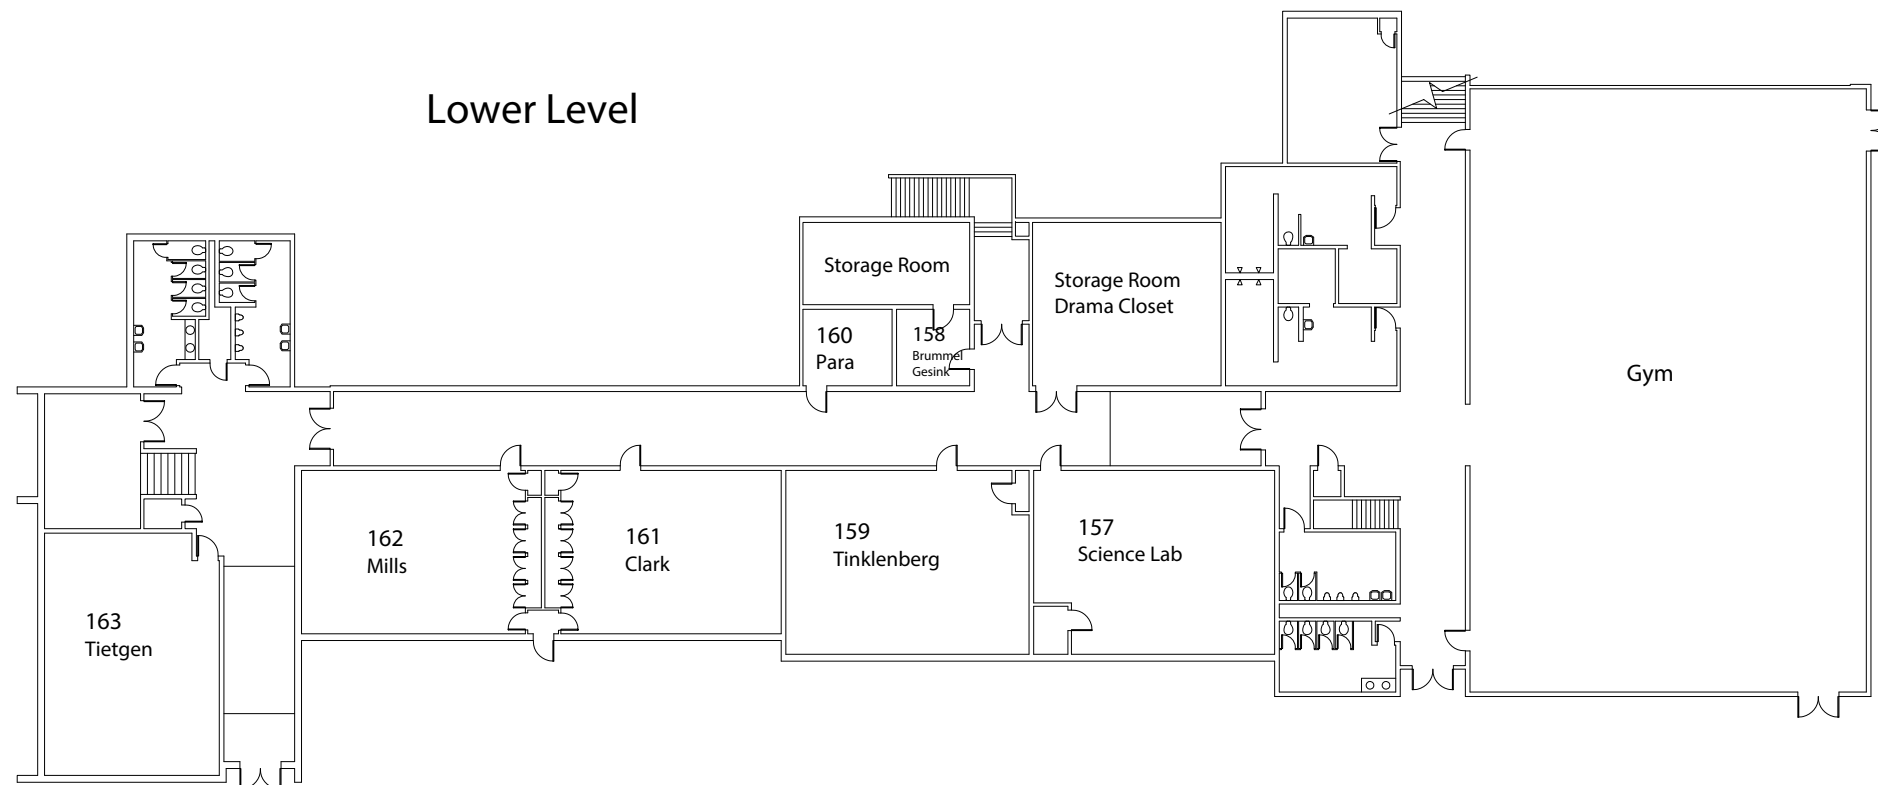 Lower Level
Storage Room
160
Para
158
Brummel
Gesink
Storage Room
Drama Closet
Gym
162
Mills
161
Clark
159
Tinklenberg
157
Science Lab
163
Tietgen